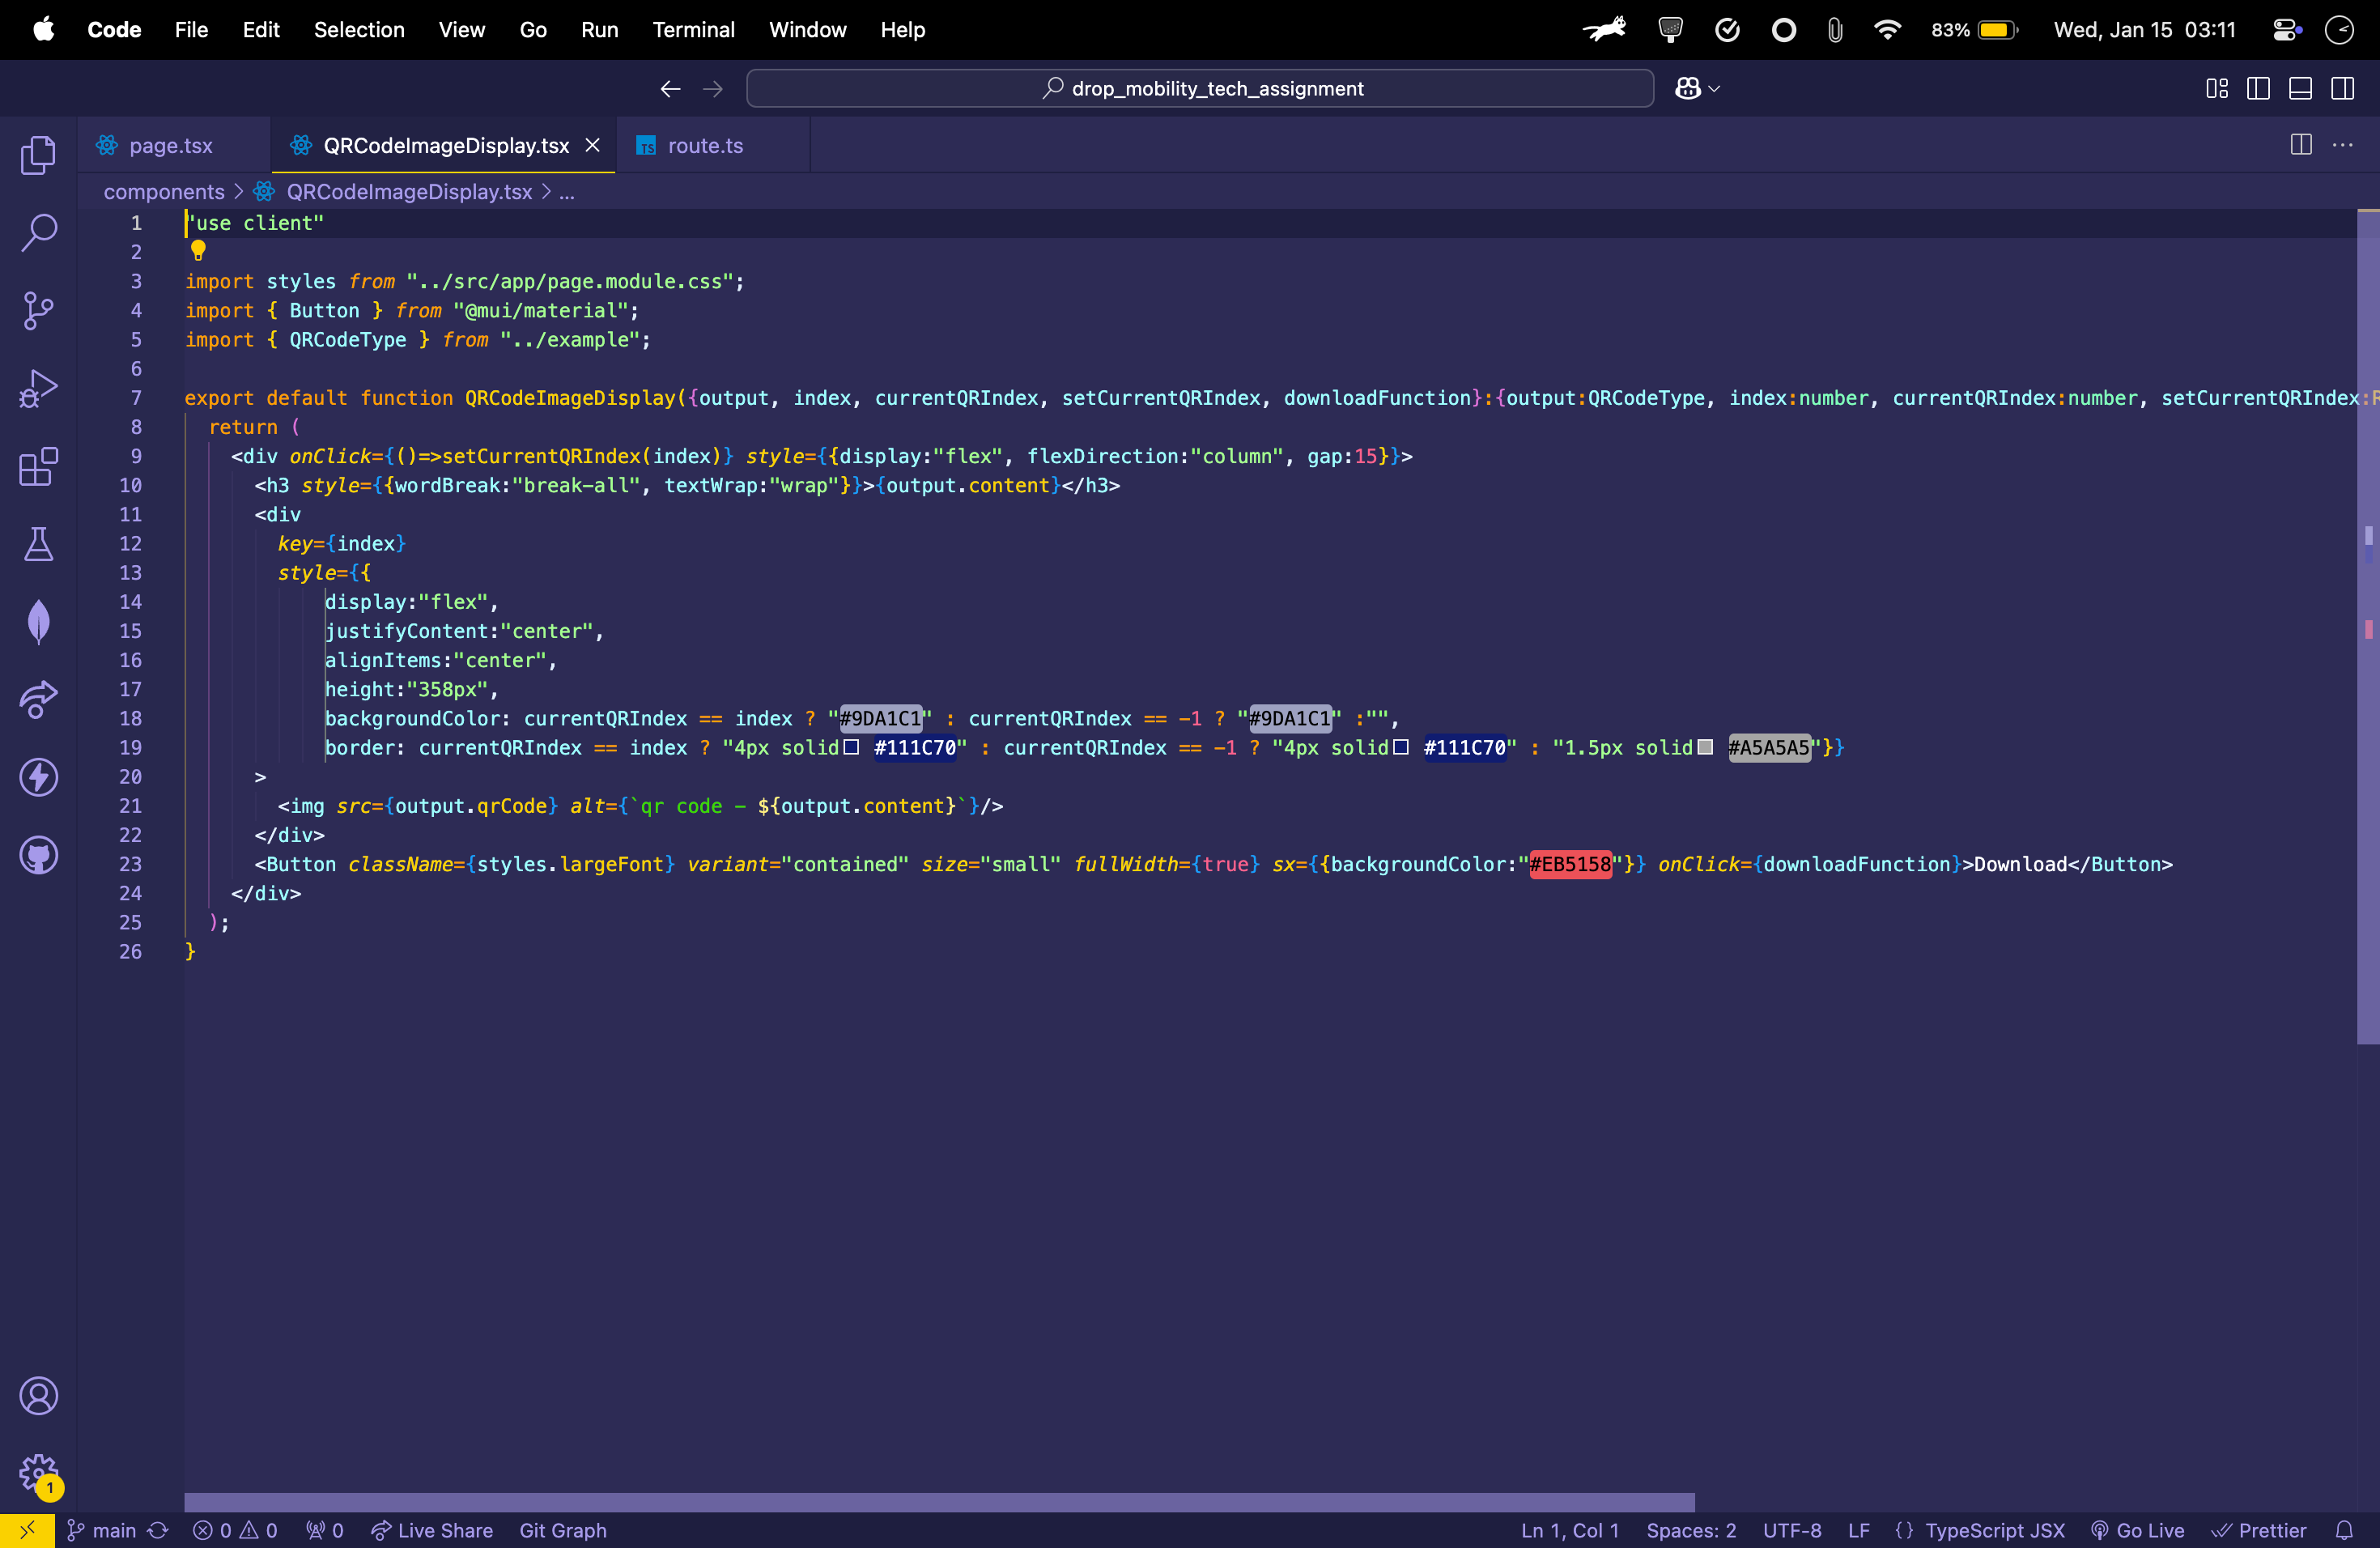 Code File Edit Selection View Go Run Terminal Window Help 83% Wed, Jan 15 03:11
drop_mobility_tech_assignment
page.tsx QRCodeImageDisplay.tsx TS route.ts
components > QRCodeImageDisplay.tsx > ...
1 "use client"
2
3 import styles from "../src/app/page.module.css";
4 import { Button } from "@mui/material";
5 import { QRCodeType } from "../example";
6
7 export default function QRCodeImageDisplay({output, index, currentQRIndex, setCurrentQRIndex, downloadFunction}:{output:QRCodeType, index:number, currentQRIndex:number, setCurrentQRIndex:R
8 return (
9 <div onClick={()=>setCurrentQRIndex(index)} style={{display:"flex", flexDirection:"column", gap:15}}>
10 <h3 style={{wordBreak:"break-all", textWrap:"wrap"}}>{output.content}</h3>
11 <div
12 key={index}
13 style={{
14 display:"flex",
15 justifyContent:"center",
16 alignItems:"center",
17 height:"358px",
18 backgroundColor: currentQRIndex == index ? "#9DA1C1" : currentQRIndex == -1 ? "#9DA1C1" :"",
19 border: currentQRIndex == index ? "4px solid #111C70" : currentQRIndex == -1 ? "4px solid #111C70" : "1.5px solid #A5A5A5"}}
20 >
21 <img src={output.qrCode} alt={`qr code - ${output.content}`}/>
22 </div>
23 <Button className={styles.largeFont} variant="contained" size="small" fullWidth={true} sx={{backgroundColor:"#EB5158"}} onClick={downloadFunction}>Download</Button>
24 </div>
25 );
26 }
1
main 0 0 0 Live Share Git Graph Ln 1, Col 1 Spaces: 2 UTF-8 LF {} TypeScript JSX Go Live Prettier